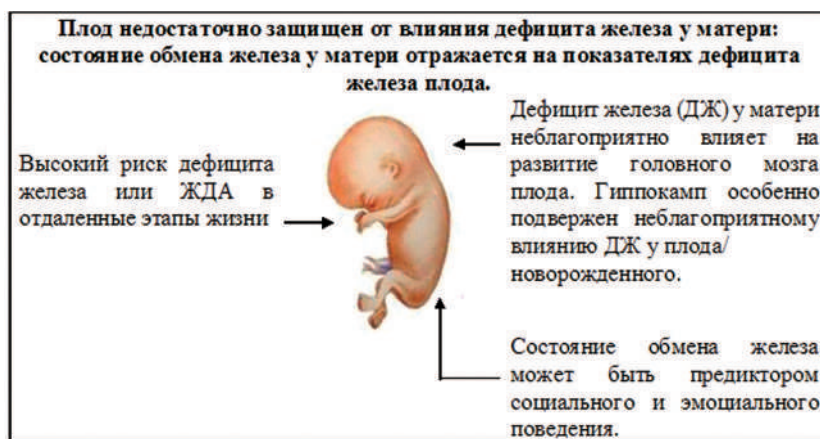 Плод недостаточно защищен от влияния дефицита железа у матери:
состояние обмена железа у матери отражается на показателях дефицита
железа плода.
Высокий риск дефицита
железа или ЖДА в
отдаленные этапы жизни
Дефицит железа (ДЖ) у матери
неблагоприятно влияет на
развитие головного мозга
плода. Гиппокамп особенно
подвержен неблагоприятному
влиянию ДЖ у плода/
новорожденного.
Состояние обмена железа
может быть предиктором
социального и эмоциального
поведения.